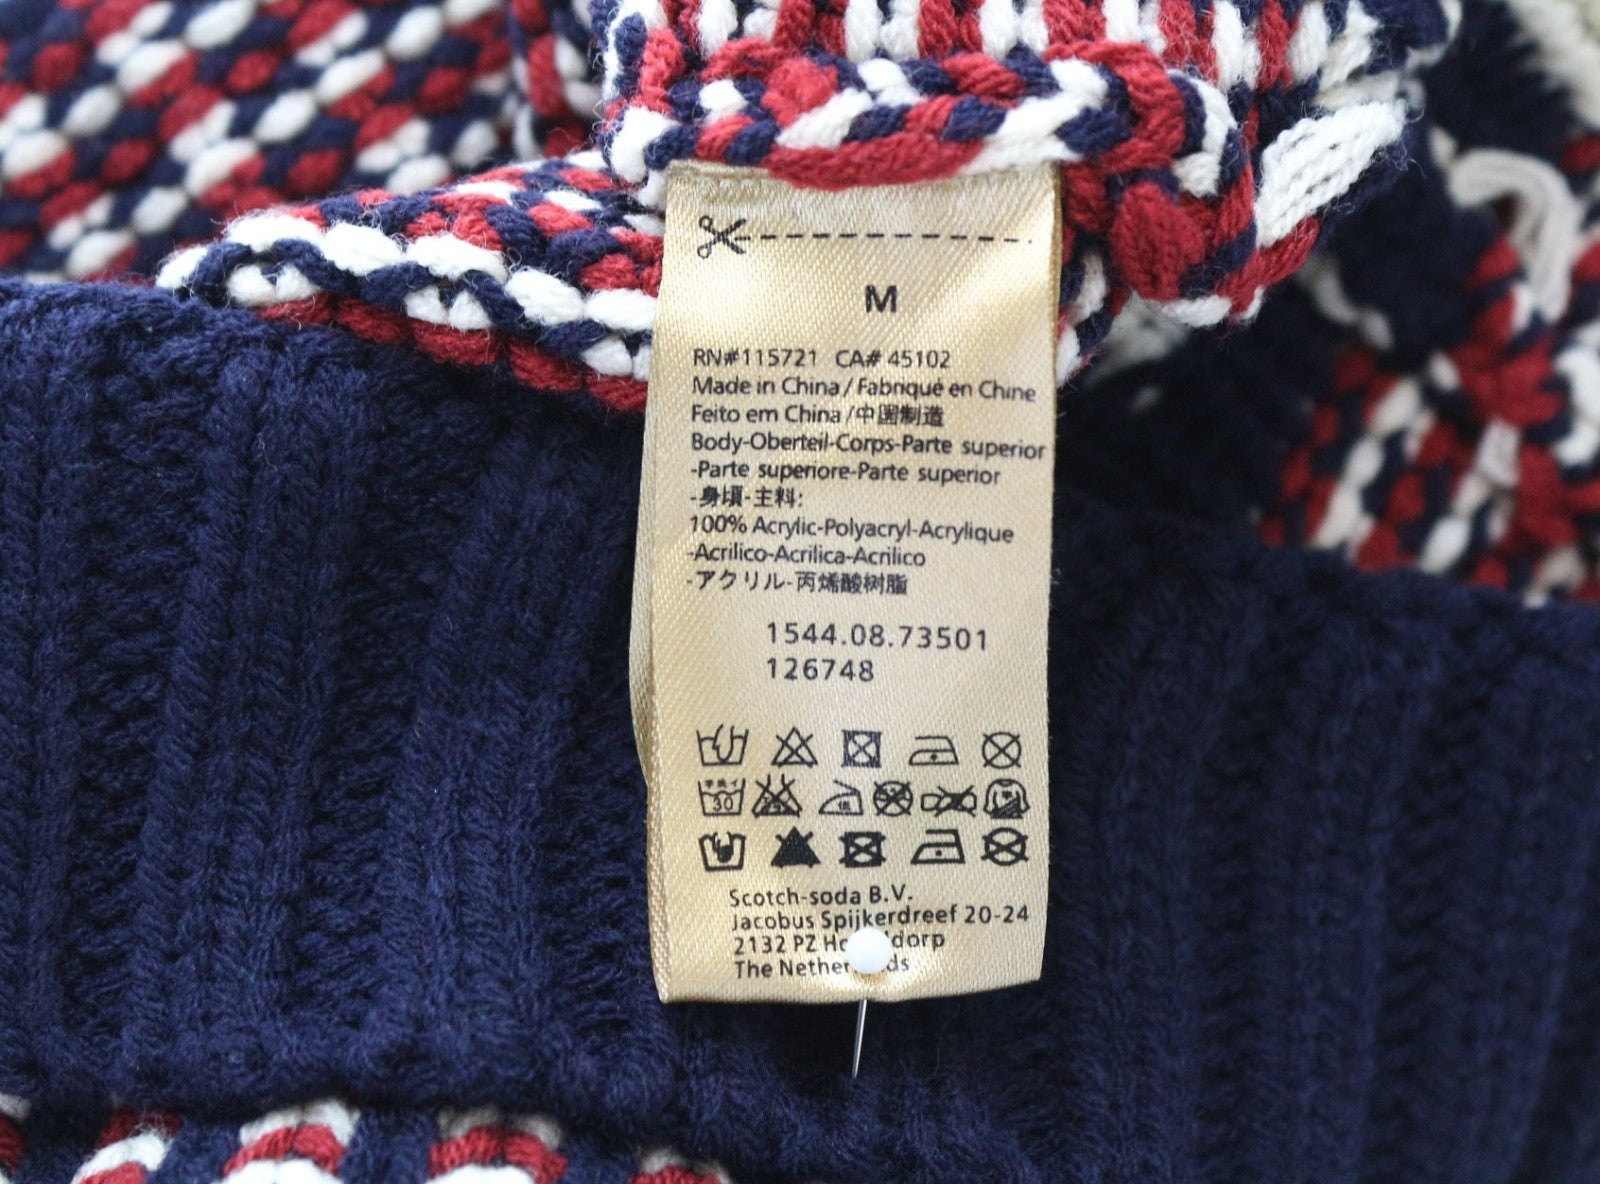 M
RN#115721 CA# 45102
Made in China / Fabriqué en Chine
Feito em China /中国制造
Body-Oberteil-Corps-Parte superior
-Parte superiore-Parte superior
-身頃-主料:
100% Acrylic-Polyacryl-Acrylique
-Acrilico-Acrilica-Acrilico
-アクリル-丙烯酸树脂
1544.08.73501
126748
30
低
Scotch-soda B.V.
Jacobus Spijkerdreef 20-24
2132 PZ
The